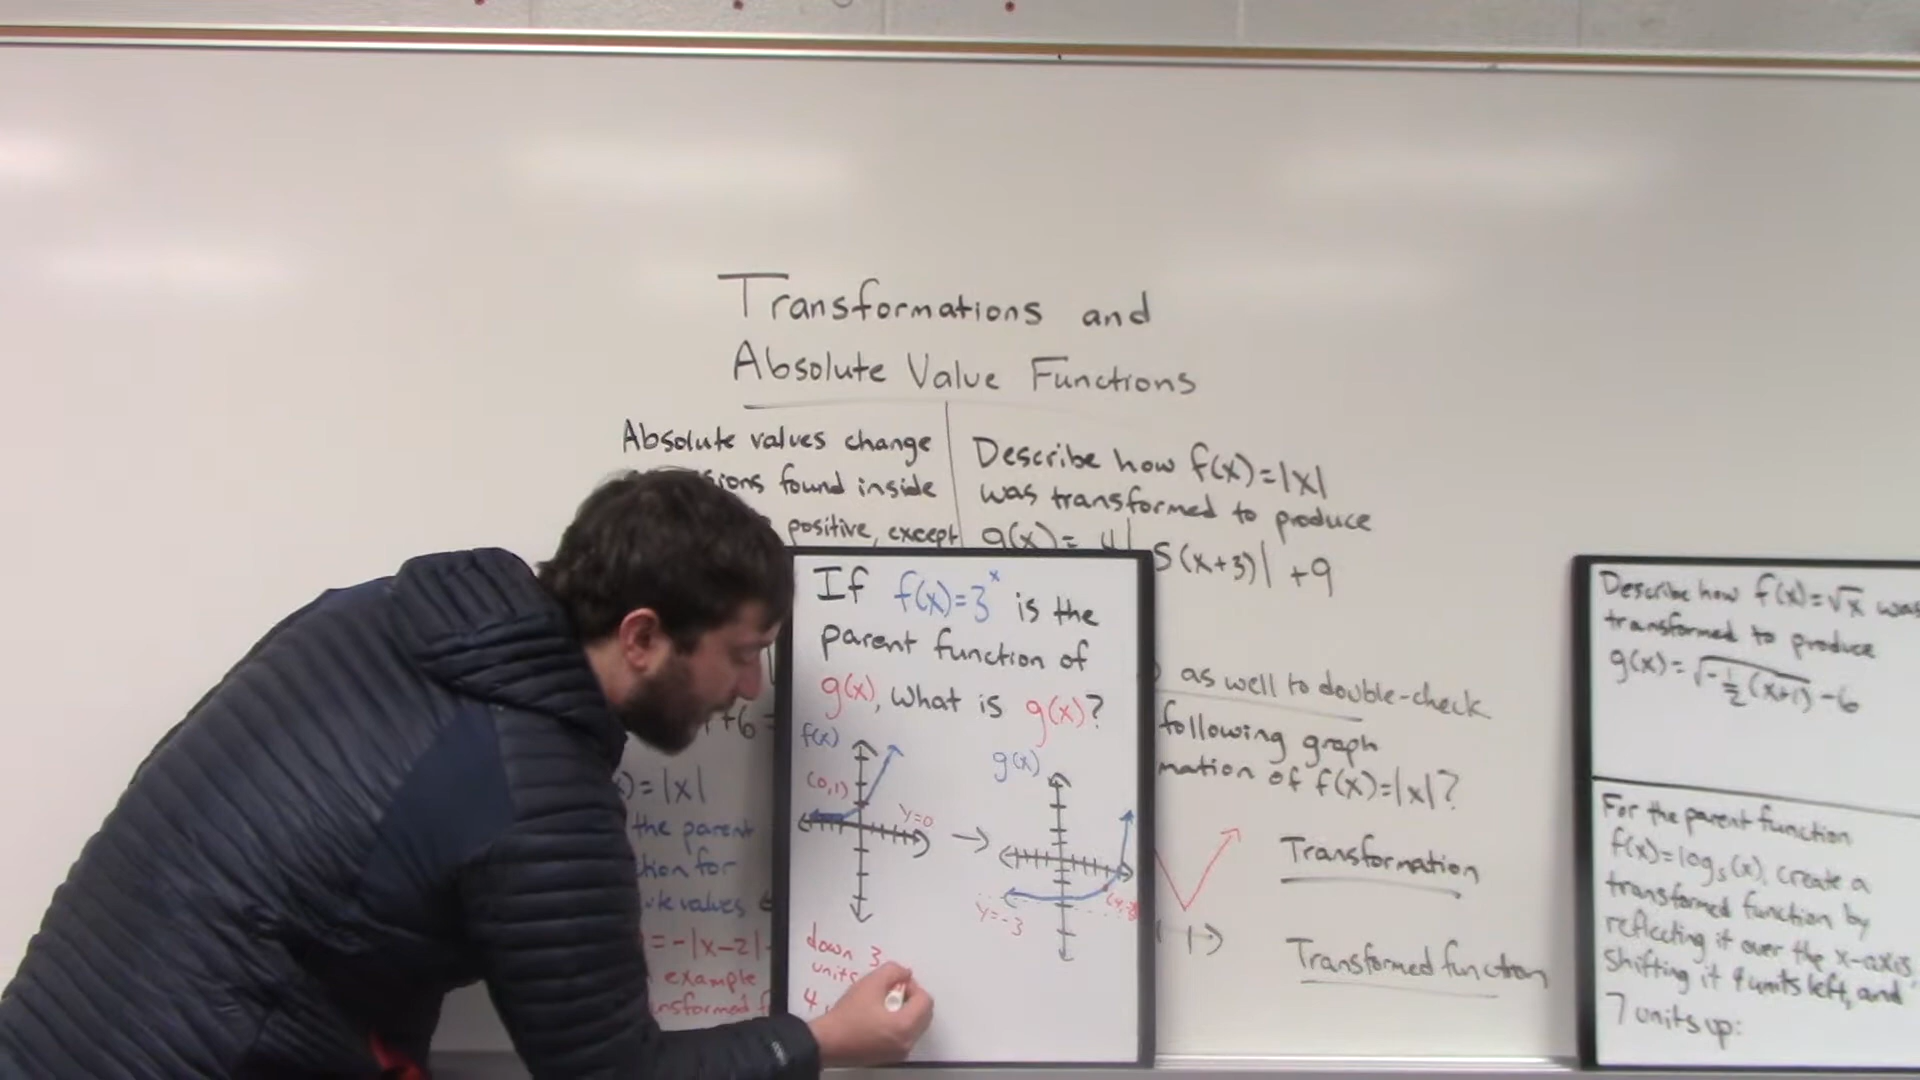 Transformations and
Absolute Value Functions
Absolute values change
found inside
positive, except
Describe how f(x)=|x|
was transformed to produce
g(x)= 4|
5(x+3)| +9
+6 =
)=|x|
the parent
for
values
=-|x-2|
example
as well to double-check
following graph
of f(x)=|x|?
Transformation
Transformed function
If f(x)=3^x is the
parent function of
g(x), what is g(x)?
f(x)
(0,1)
y=0
g(x)
y=-3
down 3
units
4
Describe how f(x)=√x was
transformed to produce
g(x)=√-1/2(x+1) -6
For the parent function
f(x)=log₅(x), create a
transformed function by
reflecting it over the x-axis,
shifting it 4 units left, and
7 units up: